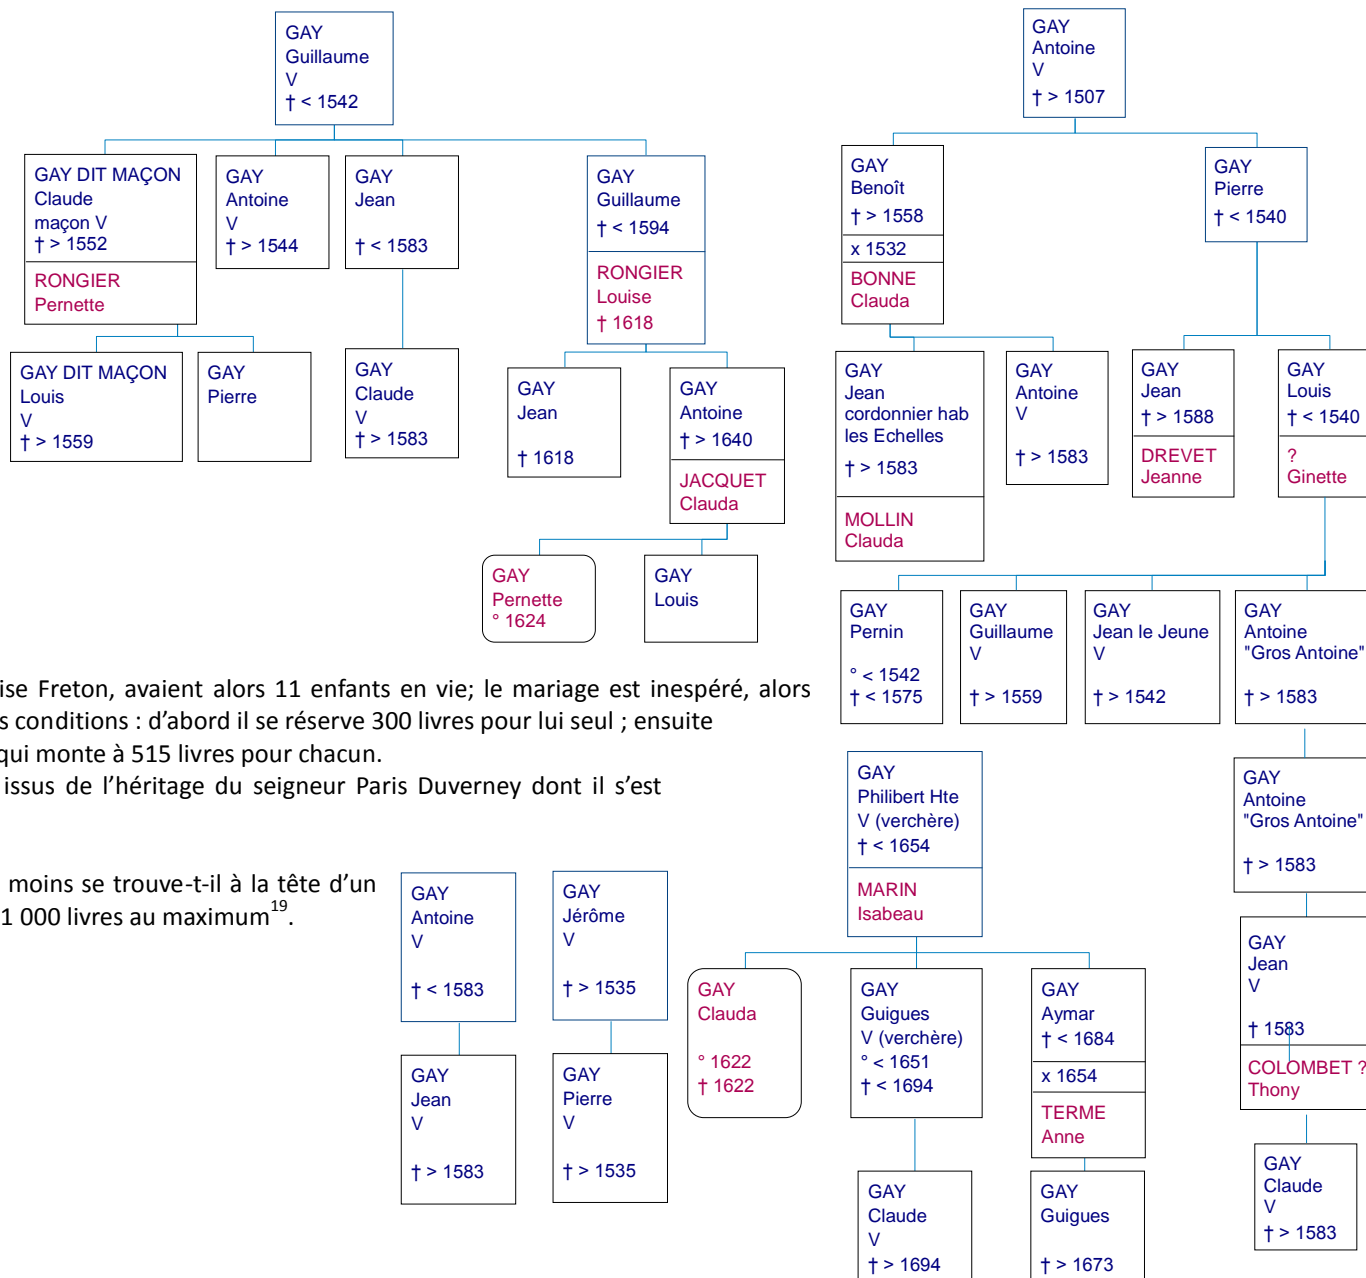 GAY
Guillaume
V
† < 1542
GAY DIT MAÇON
Claude
maçon V
† > 1552
RONGIER
Pernette
GAY
Antoine
V
† > 1544
GAY
Jean
† < 1583
GAY
Guillaume
† < 1594
RONGIER
Louise
† 1618
GAY DIT MAÇON
Louis
V
† > 1559
GAY
Pierre
GAY
Claude
V
† > 1583
GAY
Jean
† 1618
GAY
Antoine
† > 1640
JACQUET
Clauda
GAY
Pernette
° 1624
GAY
Louis
GAY
Antoine
V
† > 1507
GAY
Benoît
† > 1558
x 1532
BONNE
Clauda
GAY
Pierre
† < 1540
GAY
Jean
cordonnier hab
les Echelles
† > 1583
MOLLIN
Clauda
GAY
Antoine
V
† > 1583
GAY
Jean
† > 1588
DREVET
Jeanne
GAY
Louis
† < 1540
?
Ginette
GAY
Pernin
° < 1542
† < 1575
GAY
Guillaume
V
† > 1559
GAY
Jean le Jeune
V
† > 1542
GAY
Antoine
"Gros Antoine"
† > 1583
GAY
Antoine
"Gros Antoine"
† > 1583
GAY
Jean
V
† 1583
COLOMBET ?
Thony
GAY
Claude
V
† > 1583
ise Freton, avaient alors 11 enfants en vie; le mariage est inespéré, alors
s conditions : d’abord il se réserve 300 livres pour lui seul ; ensuite
qui monte à 515 livres pour chacun.
issus de l’héritage du seigneur Paris Duverney dont il s’est
moins se trouve-t-il à la tête d’un
1 000 livres au maximum19.
GAY
Antoine
V
† < 1583
GAY
Jean
V
† > 1583
GAY
Jérôme
V
† > 1535
GAY
Pierre
V
† > 1535
GAY
Philibert Hte
V (verchère)
† < 1654
MARIN
Isabeau
GAY
Clauda
° 1622
† 1622
GAY
Guigues
V (verchère)
° < 1651
† < 1694
GAY
Aymar
† < 1684
x 1654
TERME
Anne
GAY
Claude
V
† > 1694
GAY
Guigues
† > 1673